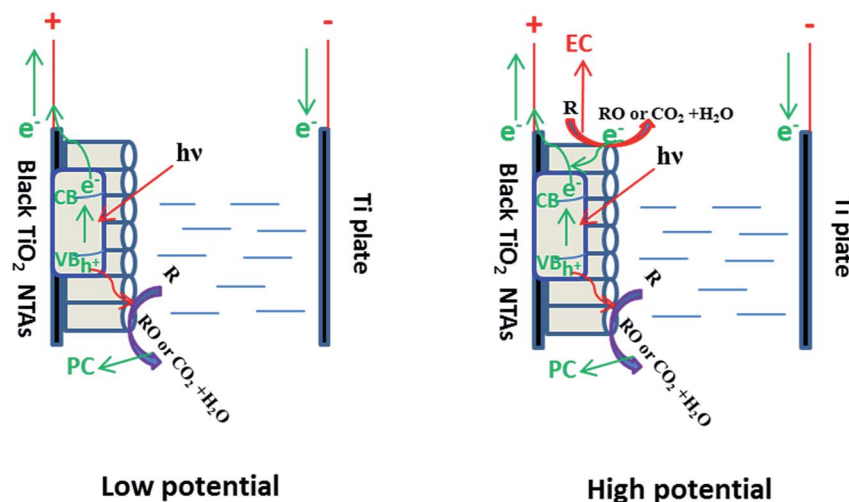 +
-
e⁻
e⁻
hν
e⁻
CB
VB
h⁺
R
RO or CO₂ +H₂O
PC
Black TiO₂ NTAs
Ti plate
Low potential
+
-
EC
R
RO or CO₂ +H₂O
e⁻
e⁻
e⁻
hν
e⁻
CB
VB
h⁺
R
RO or CO₂ +H₂O
PC
Black TiO₂ NTAs
Ti plate
High potential